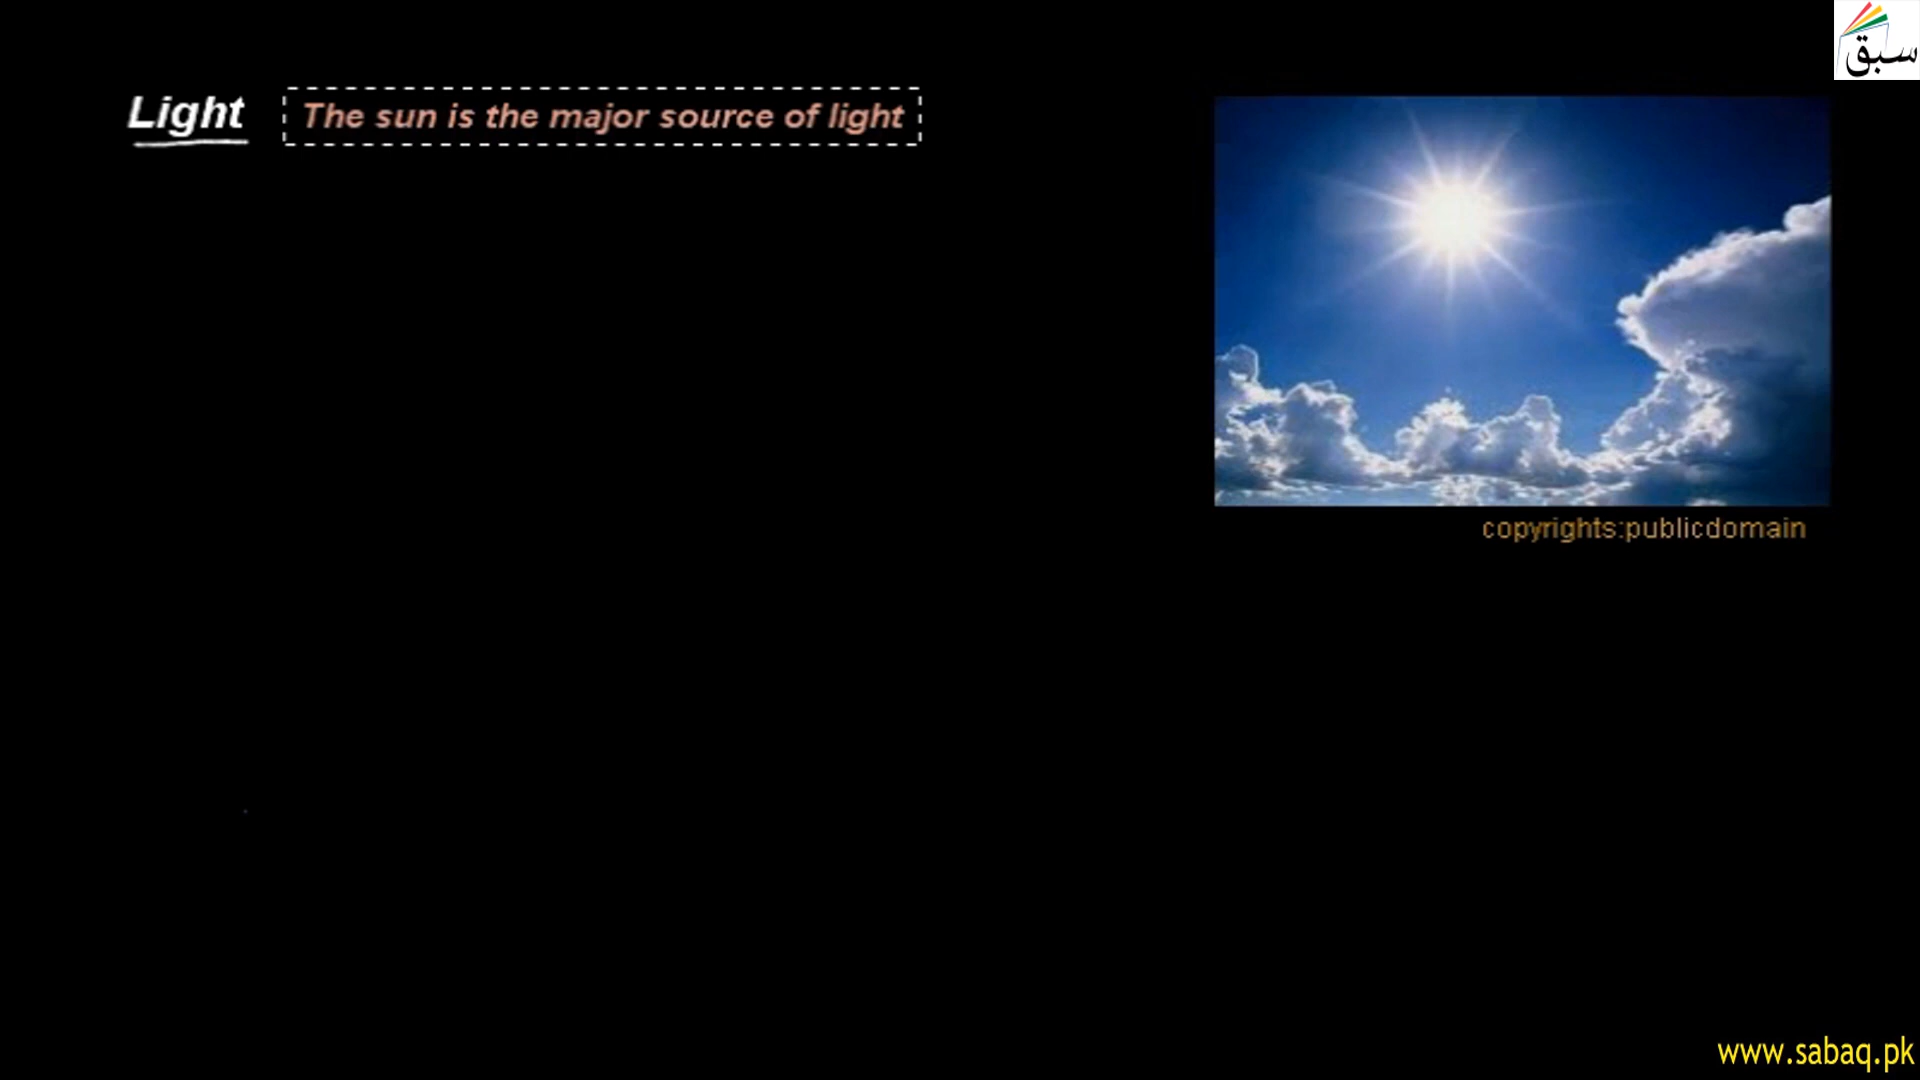 سبق
Light
The sun is the major source of light
copyrights:publicdomain
www.sabaq.pk